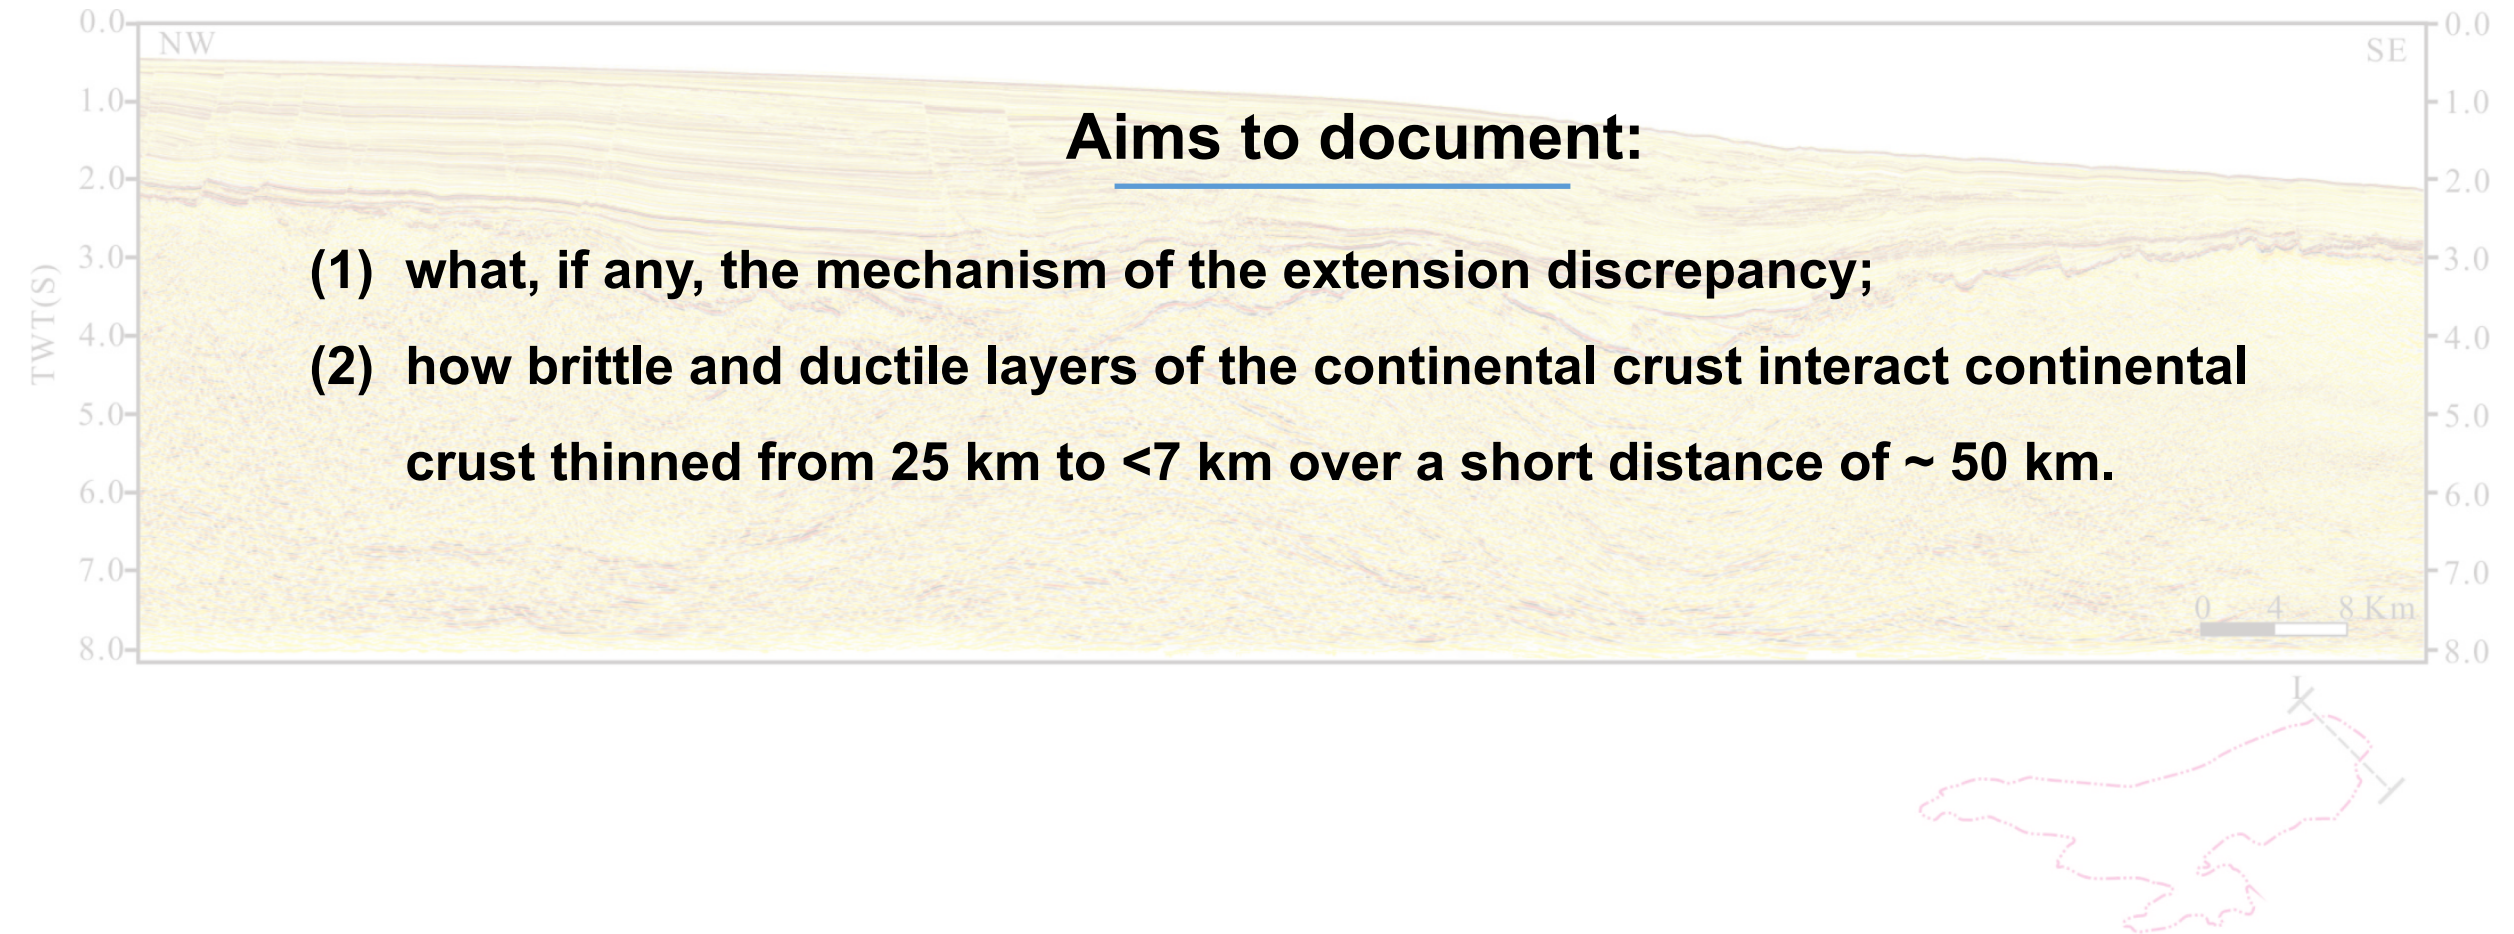 0.0
0.0
NW
SE
1.0
1.0
Aims to document:
2.0
2.0
(1) what, if any, the mechanism of the extension discrepancy;
3.0
3.0
TWT(S)
4.0
4.0
(2) how brittle and ductile layers of the continental crust interact continental
5.0
5.0
crust thinned from 25 km to <7 km over a short distance of ~ 50 km.
6.0
6.0
7.0
7.0
0 4 8 Km
8.0
8.0
I